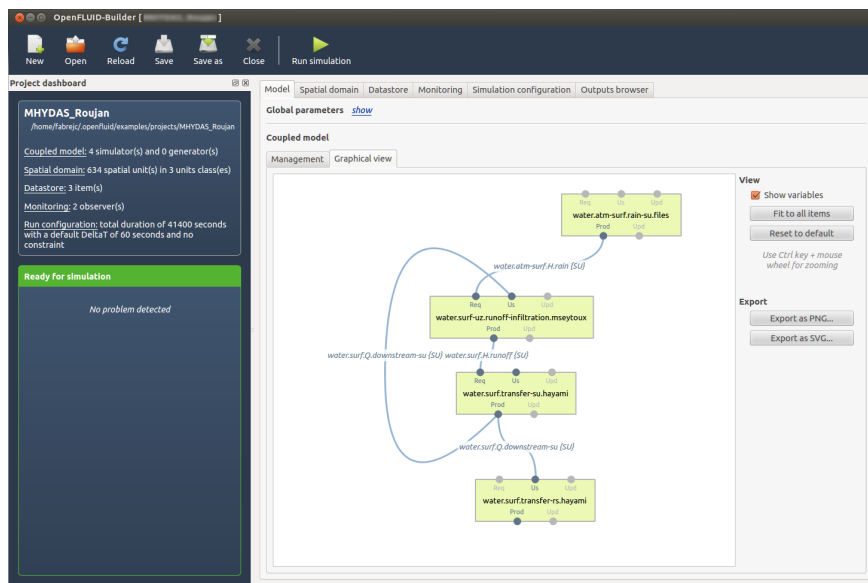 OpenFLUID-Builder [ ]
New Open Reload Save Save as Close Run simulation
Project dashboard
MHYDAS_Roujan
/home/fabrejc/.openfluid/examples/projects/MHYDAS_Roujan
Coupled model: 4 simulator(s) and 0 generator(s)
Spatial domain: 634 spatial unit(s) in 3 units class(es)
Datastore: 3 item(s)
Monitoring: 2 observer(s)
Run configuration: total duration of 41400 seconds
with a default DeltaT of 60 seconds and no
constraint
Ready for simulation
No problem detected
Model Spatial domain Datastore Monitoring Simulation configuration Outputs browser
Global parameters show
Coupled model
Management Graphical view
Req Us Upd
water.atm-surf.rain-su.files
Prod Upd
water.atm-surf.H.rain (SU)
Req Us Upd
water.surf-uz.runoff-infiltration.mseytoux
Prod Upd
water.surf.Q.downstream-su (SU) water.surf.H.runoff (SU)
Req Us Upd
water.surf.transfer-su.hayami
Prod Upd
water.surf.Q.downstream-su (SU)
Req Us Upd
water.surf.transfer-rs.hayami
Prod Upd
View
Show variables
Fit to all items
Reset to default
Use Ctrl key + mouse
wheel for zooming
Export
Export as PNG...
Export as SVG...